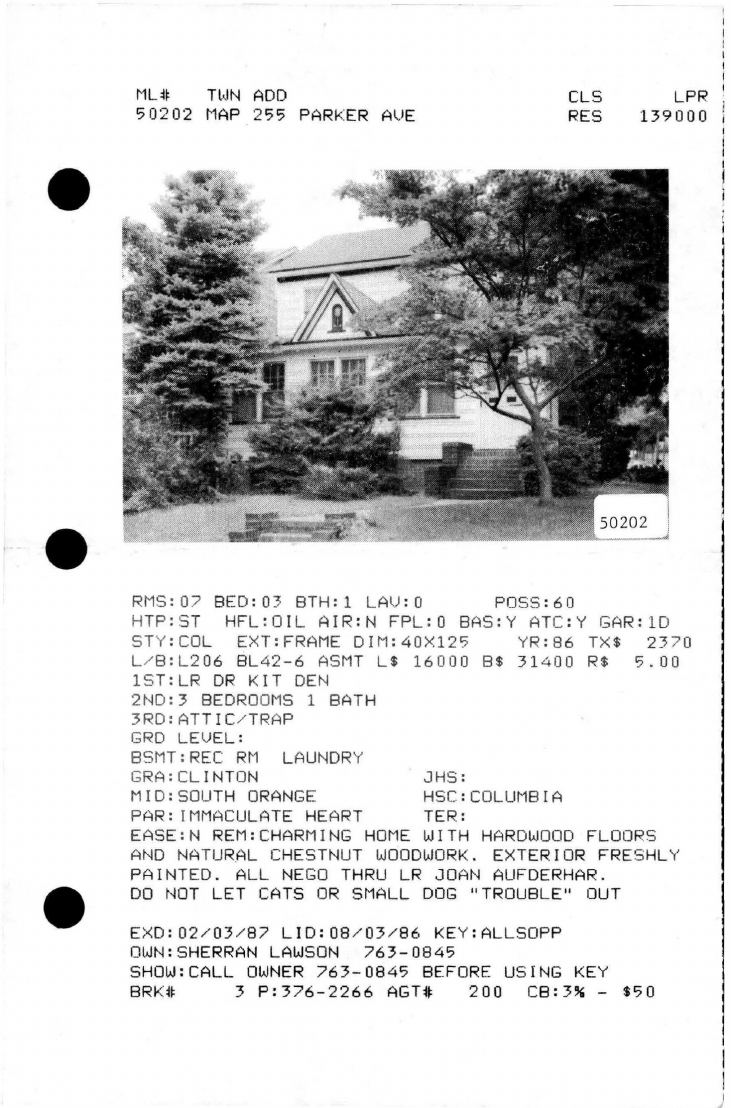 ML# TWN ADD CLS LPR
50202 MAP 255 PARKER AVE RES 139000
50202
RMS:07 BED:03 BTH:1 LAV:0 POSS:60
HTP:ST HFL:OIL AIR:N FPL:0 BAS:Y ATC:Y GAR:1D
STY:COL EXT:FRAME DIM:40X125 YR:86 TX$ 2370
L/B:L206 BL42-6 ASMT L$ 16000 B$ 31400 R$ 5.00
1ST:LR DR KIT DEN
2ND:3 BEDROOMS 1 BATH
3RD:ATTIC/TRAP
GRD LEVEL:
BSMT:REC RM LAUNDRY
GRA:CLINTON JHS:
MID:SOUTH ORANGE HSC:COLUMBIA
PAR:IMMACULATE HEART TER:
EASE:N REM:CHARMING HOME WITH HARDWOOD FLOORS
AND NATURAL CHESTNUT WOODWORK. EXTERIOR FRESHLY
PAINTED. ALL NEGO THRU LR JOAN AUFDERHAR.
DO NOT LET CATS OR SMALL DOG "TROUBLE" OUT
EXD:02/03/87 LID:08/03/86 KEY:ALLSOPP
OWN:SHERRAN LAWSON 763-0845
SHOW:CALL OWNER 763-0845 BEFORE USING KEY
BRK# 3 P:376-2266 AGT# 200 CB:3% - $50